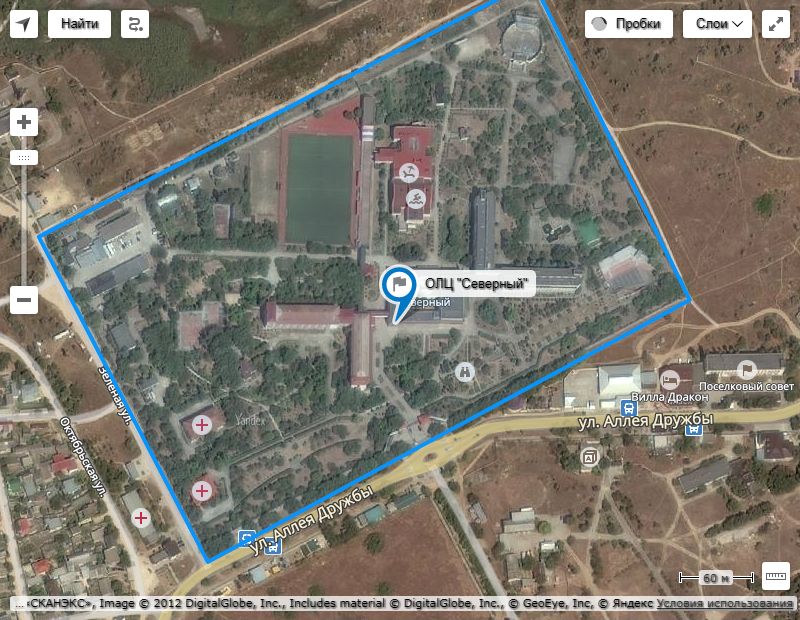 Найти
Пробки
Слои
ОЛЦ "Северный"
верный
Поселковый совет
Вилла Дракон
ул. Аллея Дружбы
Зеленая ул.
Октябрьская ул.
Yandex
ул. Аллея Дружбы
60 м
... «СКАНЭКС», Image © 2012 DigitalGlobe, Inc., Includes material © DigitalGlobe, Inc., © GeoEye, Inc, © Яндекс Условия использования